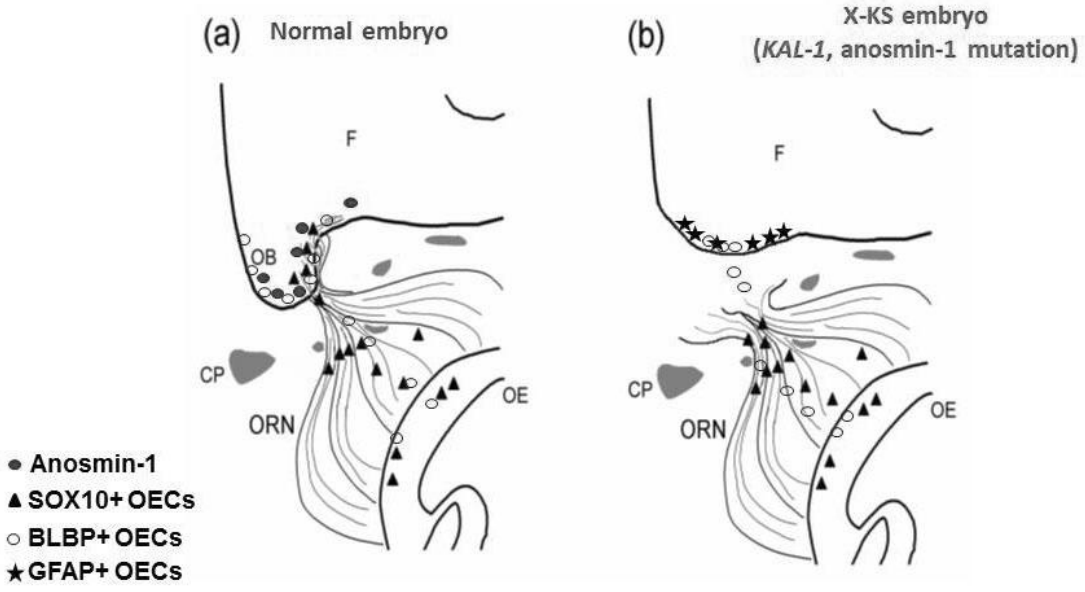 (a) Normal embryo
F
OB
CP
ORN
OE
(b) X-KS embryo
(KAL-1, anosmin-1 mutation)
F
CP
ORN
OE
Anosmin-1
SOX10+ OECs
BLBP+ OECs
GFAP+ OECs